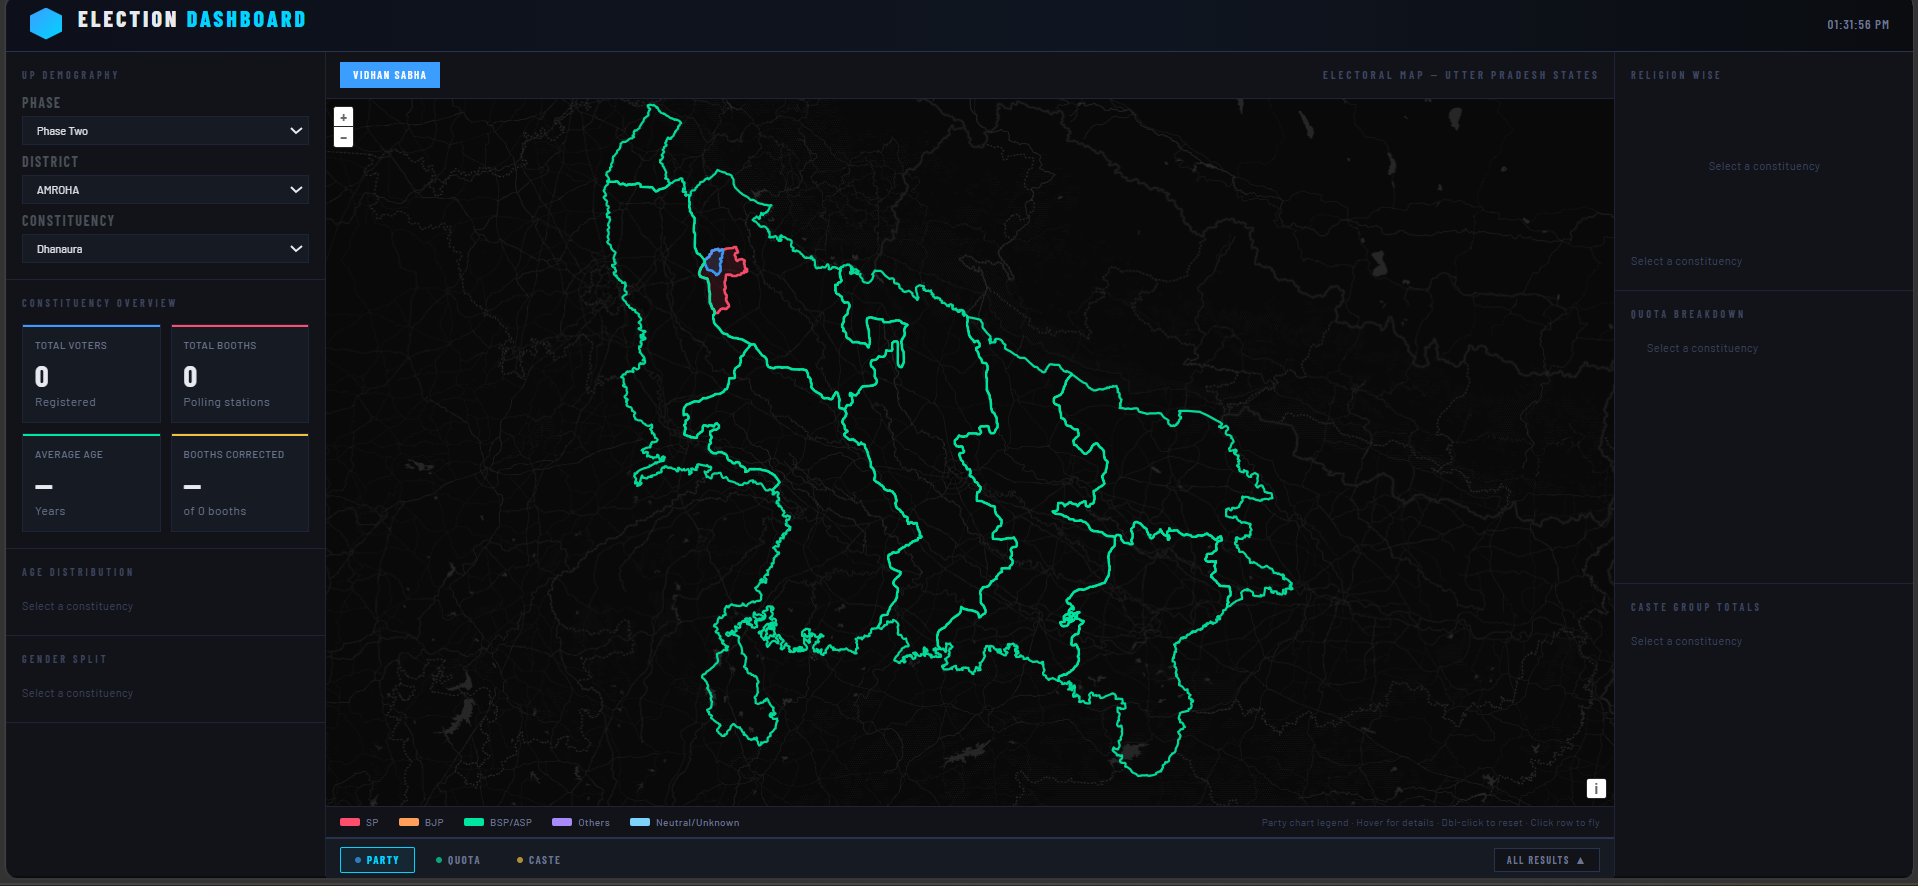 ELECTION DASHBOARD
01:31:56 PM
UP DEMOGRAPHY
PHASE
Phase Two
DISTRICT
AMROHA
CONSTITUENCY
Dhanaura
CONSTITUENCY OVERVIEW
TOTAL VOTERS
0
Registered
TOTAL BOOTHS
0
Polling stations
AVERAGE AGE
—
Years
BOOTHS CORRECTED
—
of 0 booths
AGE DISTRIBUTION
Select a constituency
GENDER SPLIT
Select a constituency
VIDHAN SABHA
ELECTORAL MAP — UTTER PRADESH STATES
+
−
i
SP
BJP
BSP/ASP
Others
Neutral/Unknown
Party chart legend · Hover for details · Dbl-click to reset · Click row to fly
PARTY
QUOTA
CASTE
ALL RESULTS ▲
RELIGION WISE
Select a constituency
Select a constituency
QUOTA BREAKDOWN
Select a constituency
CASTE GROUP TOTALS
Select a constituency